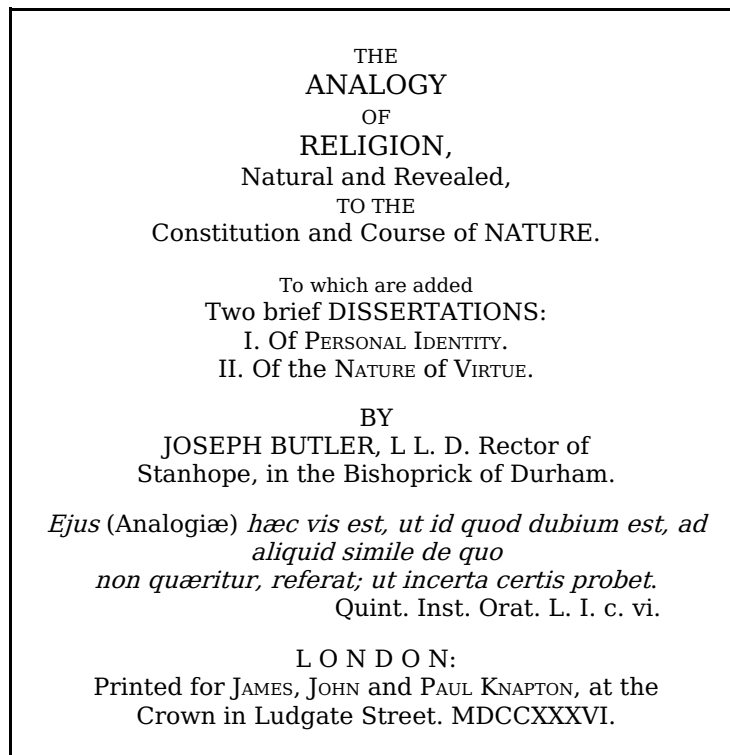 THE
ANALOGY
OF
RELIGION,
Natural and Revealed,
TO THE
Constitution and Course of NATURE.
To which are added
Two brief DISSERTATIONS:
I. Of PERSONAL IDENTITY.
II. Of the NATURE of VIRTUE.
BY
JOSEPH BUTLER, L L. D. Rector of
Stanhope, in the Bishoprick of Durham.
Ejus (Analogiæ) hæc vis est, ut id quod dubium est, ad
aliquid simile de quo
non quæritur, referat; ut incerta certis probet.
Quint. Inst. Orat. L. I. c. vi.
L O N D O N:
Printed for JAMES, JOHN and PAUL KNAPTON, at the
Crown in Ludgate Street. MDCCXXXVI.